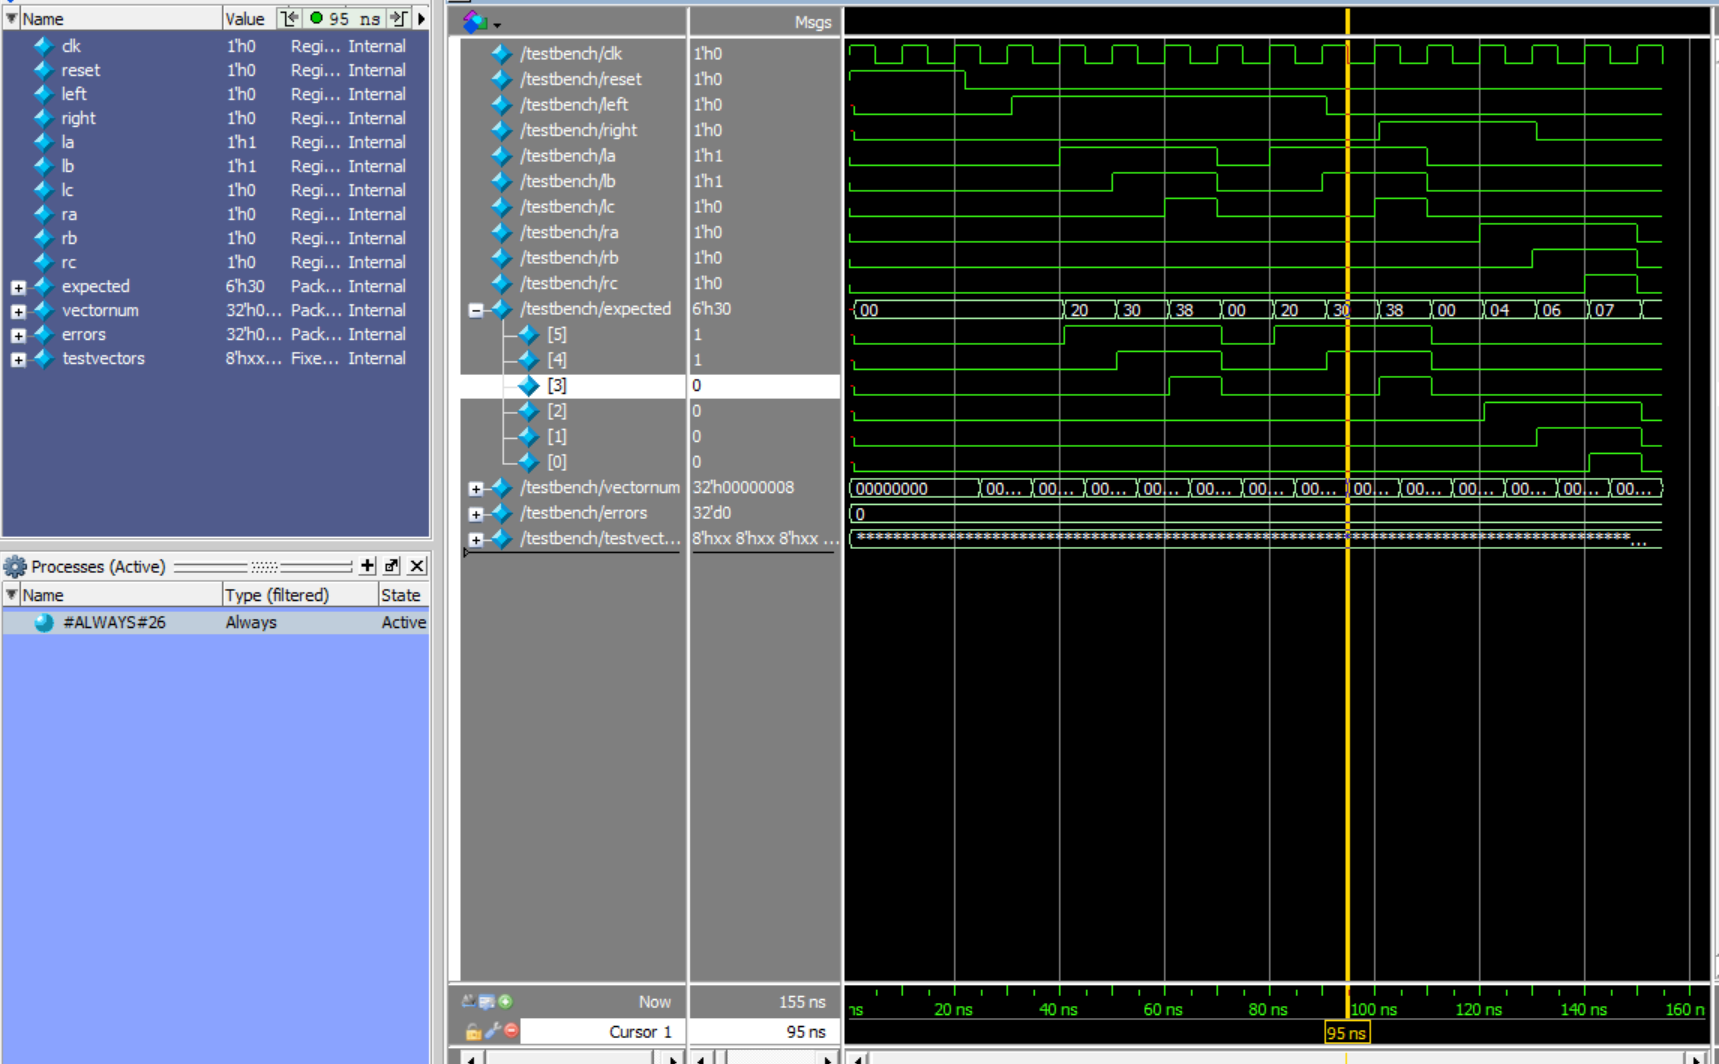 Name Value 95 ns
clk 1'h0 Regi... Internal
reset 1'h0 Regi... Internal
left 1'h0 Regi... Internal
right 1'h0 Regi... Internal
la 1'h1 Regi... Internal
lb 1'h1 Regi... Internal
lc 1'h0 Regi... Internal
ra 1'h0 Regi... Internal
rb 1'h0 Regi... Internal
rc 1'h0 Regi... Internal
expected 6'h30 Pack... Internal
vectornum 32'h0... Pack... Internal
errors 32'h0... Pack... Internal
testvectors 8'hxx... Fixe... Internal
Processes (Active)
Name Type (filtered) State
#ALWAYS#26 Always Active
Msgs
/testbench/clk 1'h0
/testbench/reset 1'h0
/testbench/left 1'h0
/testbench/right 1'h0
/testbench/la 1'h1
/testbench/lb 1'h1
/testbench/lc 1'h0
/testbench/ra 1'h0
/testbench/rb 1'h0
/testbench/rc 1'h0
/testbench/expected 6'h30 00 20 30 38 00 20 30 38 00 04 06 07
[5] 1
[4] 1
[3] 0
[2] 0
[1] 0
[0] 0
/testbench/vectornum 32'h00000008 00000000 00... 00... 00... 00... 00... 00... 00... 00... 00... 00... 00... 00... 00...
/testbench/errors 32'd0 0
/testbench/testvect... 8'hxx 8'hxx 8'hxx ... ****************************************...
Now 155 ns
ns 20 ns 40 ns 60 ns 80 ns 100 ns 120 ns 140 ns 160 n
Cursor 1 95 ns 95 ns